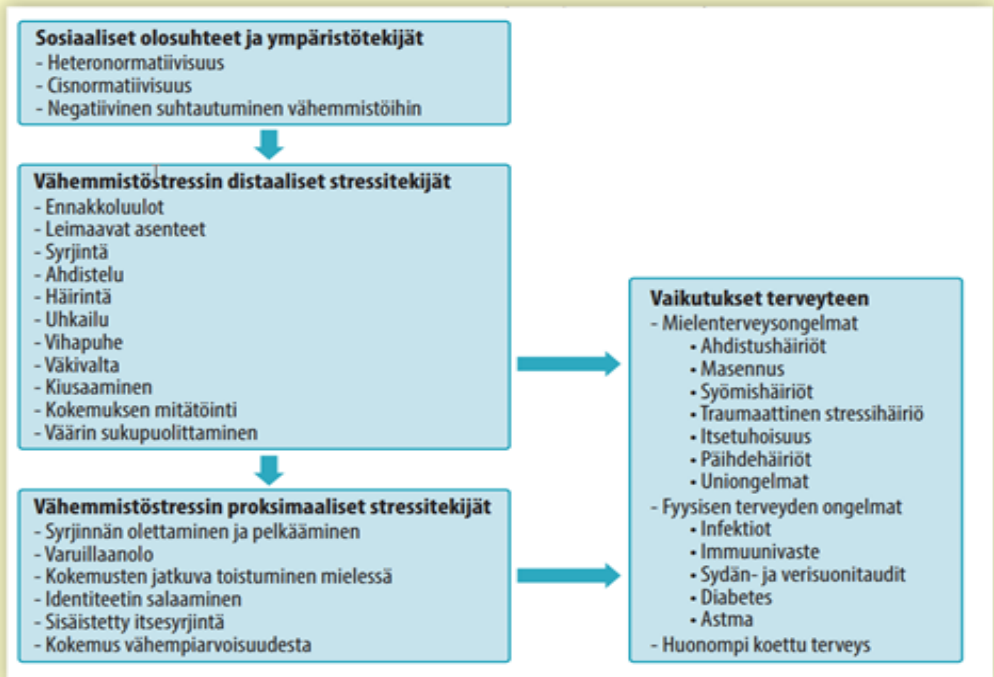 Sosiaaliset olosuhteet ja ympäristötekijät
- Heteronormatiivisuus
- Cisnormatiivisuus
- Negatiivinen suhtautuminen vähemmistöihin
Vähemmistöstressin distaaliset stressitekijät
- Ennakkoluulot
- Leimaavat asenteet
- Syrjintä
- Ahdistelu
- Häirintä
- Uhkailu
- Vihapuhe
- Väkivalta
- Kiusaaminen
- Kokemuksen mitätöinti
- Väärin sukupuolittaminen
Vähemmistöstressin proksimaaliset stressitekijät
- Syrjinnän olettaminen ja pelkääminen
- Varuillaanolo
- Kokemusten jatkuva toistuminen mielessä
- Identiteetin salaaminen
- Sisäistetty itsesyrjintä
- Kokemus vähempiarvoisuudesta
Vaikutukset terveyteen
- Mielenterveysongelmat
• Ahdistushäiriöt
• Masennus
• Syömishäiriöt
• Traumaattinen stressihäiriö
• Itsetuhoisuus
• Päihdehäiriöt
• Uniongelmat
- Fyysisen terveyden ongelmat
• Infektiot
• Immuunivaste
• Sydän- ja verisuonitaudit
• Diabetes
• Astma
- Huonompi koettu terveys